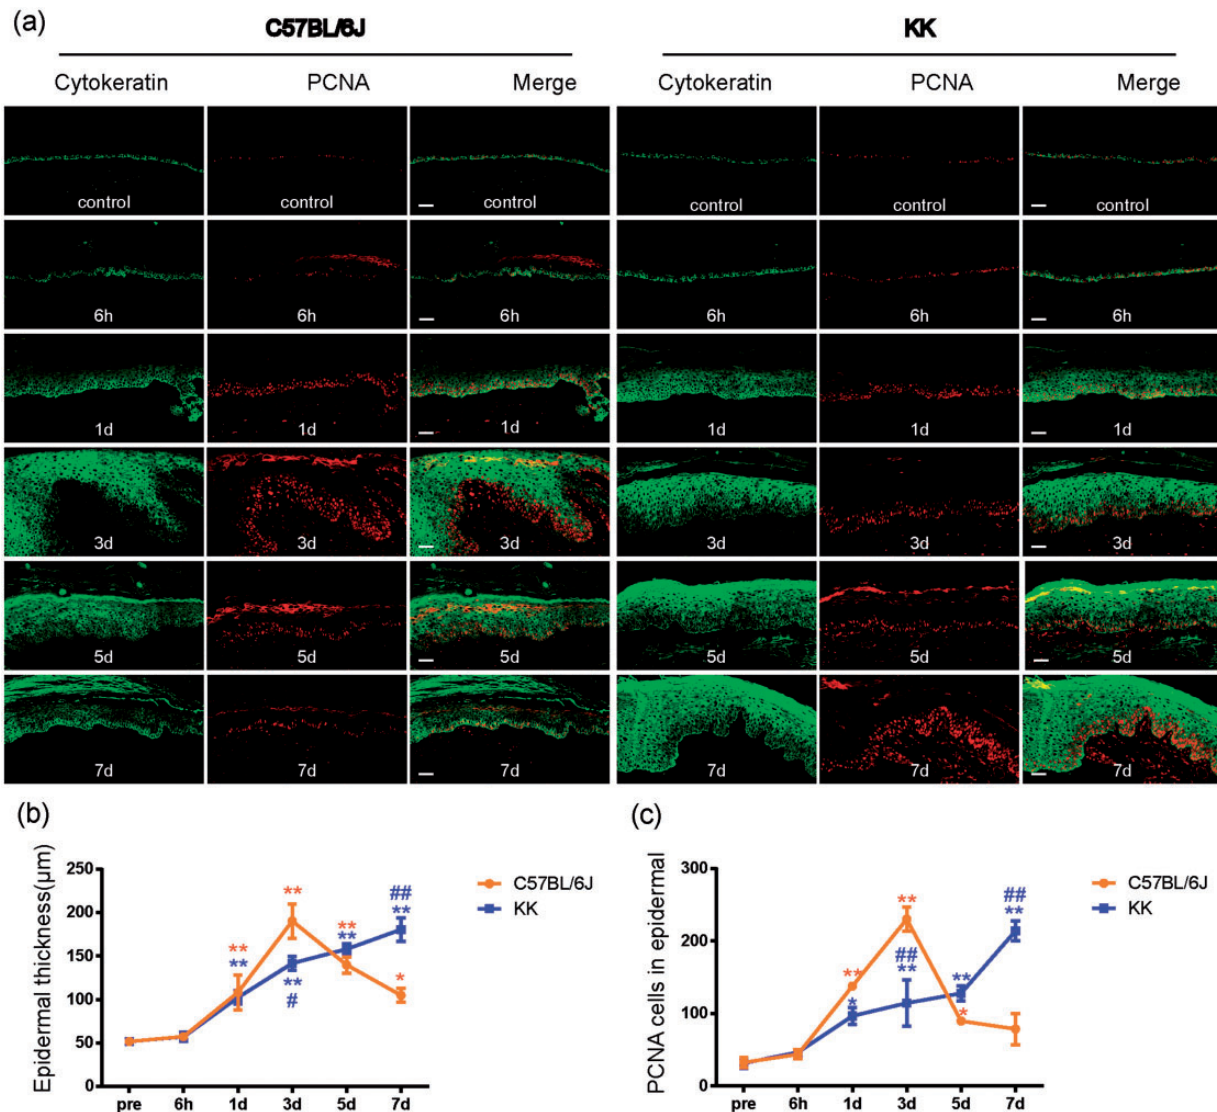 (a)
C57BL/6J KK
Cytokeratin PCNA Merge Cytokeratin PCNA Merge
control control control control control control
6h 6h 6h 6h 6h 6h
1d 1d 1d 1d 1d 1d
3d 3d 3d 3d 3d 3d
5d 5d 5d 5d 5d 5d
7d 7d 7d 7d 7d 7d
(b)
Epidermal thickness(μm)
250
200
150
100
50
0
pre 6h 1d 3d 5d 7d
**
**
**
**
#
**
**
##
**
*
C57BL/6J
KK
(c)
PCNA cells in epidermal
300
200
100
0
pre 6h 1d 3d 5d 7d
**
*
**
##
**
**
*
##
**
C57BL/6J
KK